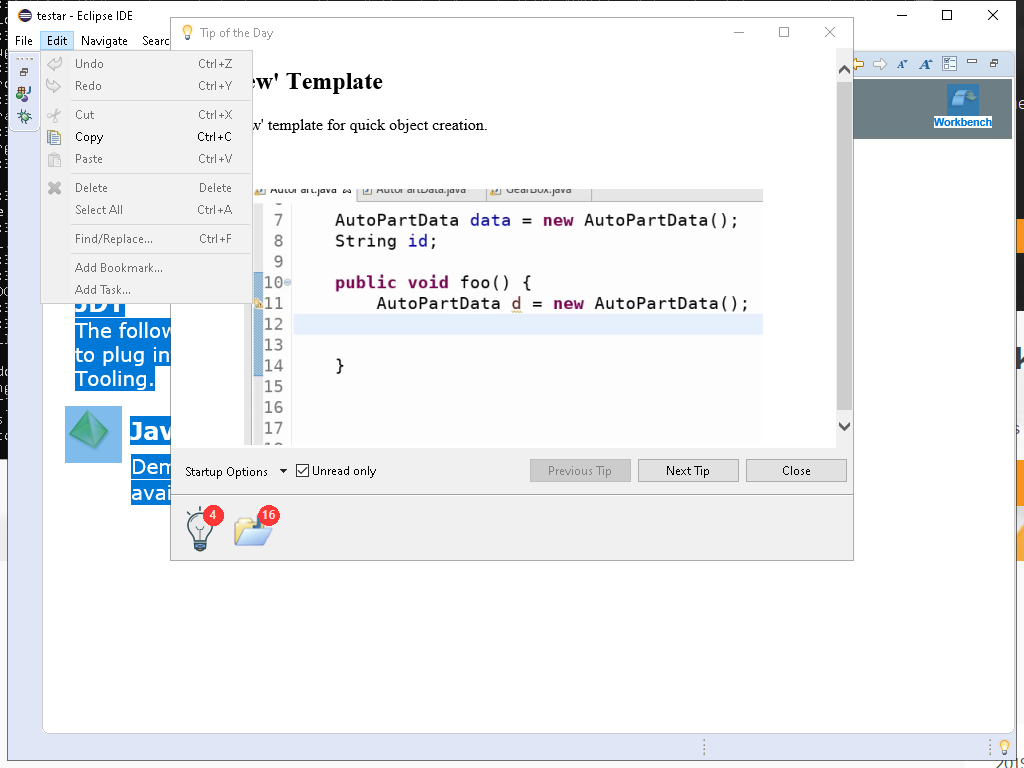 testar - Eclipse IDE
File Edit Navigate Searc
Tip of the Day
Undo Ctrl+Z
Redo Ctrl+Y
Cut Ctrl+X
Copy Ctrl+C
Paste Ctrl+V
Delete Delete
Select All Ctrl+A
Find/Replace... Ctrl+F
Add Bookmark...
Add Task...
ew' Template
w' template for quick object creation.
AutoPart.java AutoPartData.java GearBox.java
7 AutoPartData data = new AutoPartData();
8 String id;
9
10 public void foo() {
11 AutoPartData d = new AutoPartData();
12
13
14 }
15
16
17
Workbench
JDT
The follow
to plug in
Tooling.
Jav
Dem
avai
Startup Options Unread only Previous Tip Next Tip Close
4 16